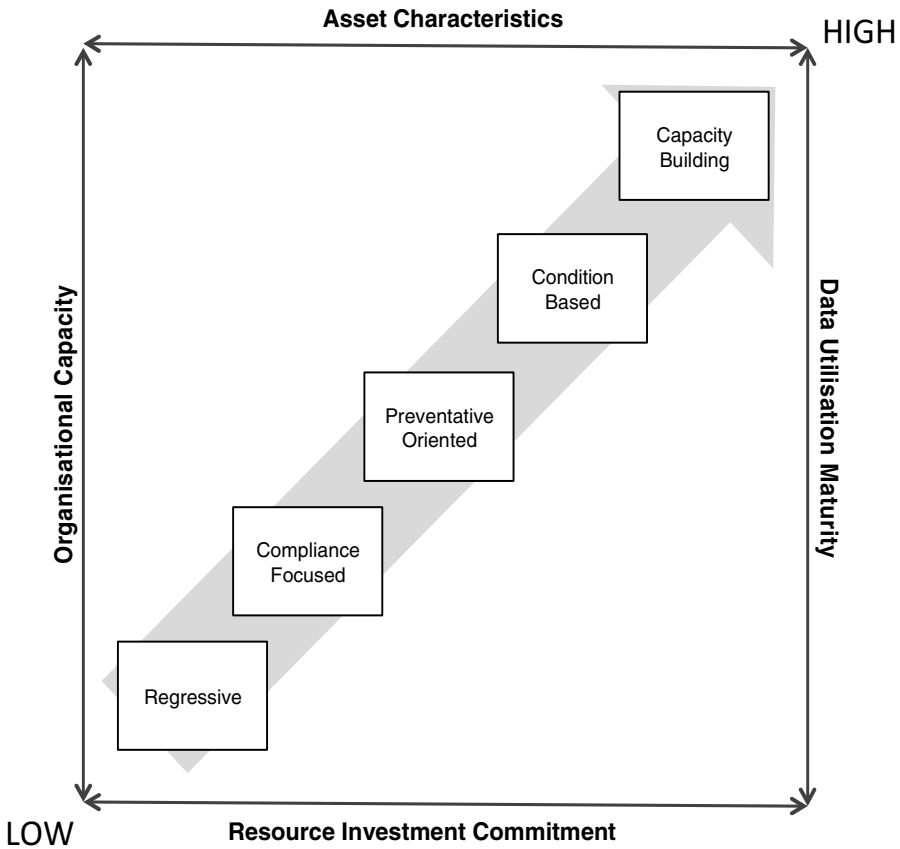 Asset Characteristics
HIGH
Capacity
Building
Condition
Based
Organisational Capacity
Data Utilisation Maturity
Preventative
Oriented
Compliance
Focused
Regressive
LOW
Resource Investment Commitment